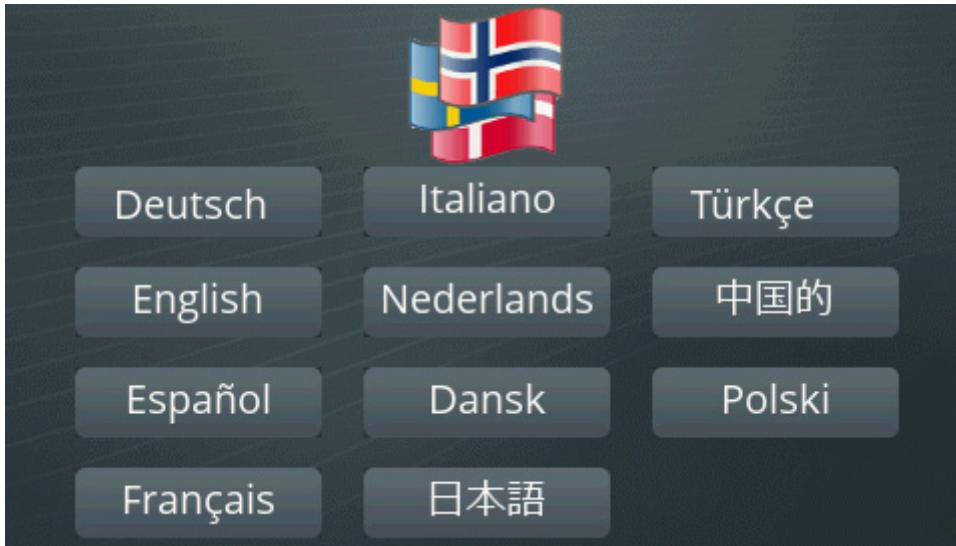 Deutsch
Italiano
Türkçe
English
Nederlands
中国的
Español
Dansk
Polski
Français
日本語